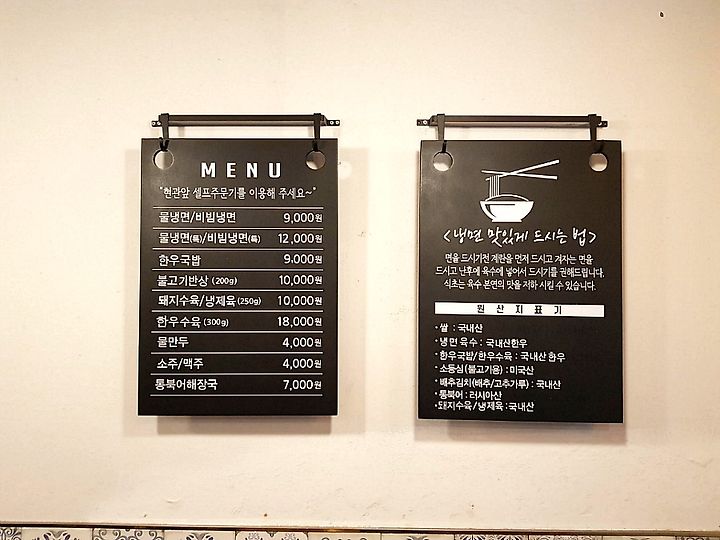 MENU
"현관앞 셀프주문기를 이용해 주세요~"
물냉면/비빔냉면 9,000원
물냉면(특)/비빔냉면(특) 12,000원
한우국밥 9,000원
불고기반상 (200g) 10,000원
돼지수육/냉제육 (250g) 10,000원
한우수육 (300g) 18,000원
물만두 4,000원
소주/맥주 4,000원
통북어해장국 7,000원
<냉면 맛있게 드시는 법>
면을 드시기전 계란을 먼저 드시고 겨자는 면을
드시고 난후에 육수에 넣어서 드시기를 권해드립니다.
식초는 육수 본연의 맛을 저하 시킬 수 있습니다.
원산지표기
· 쌀 : 국내산
· 냉면 육수 : 국내산한우
· 한우국밥/한우수육 : 국내산 한우
· 소등심(불고기용) : 미국산
· 배추김치(배추/고추가루) : 국내산
· 통북어 : 러시아산
· 돼지수육/냉제육 : 국내산